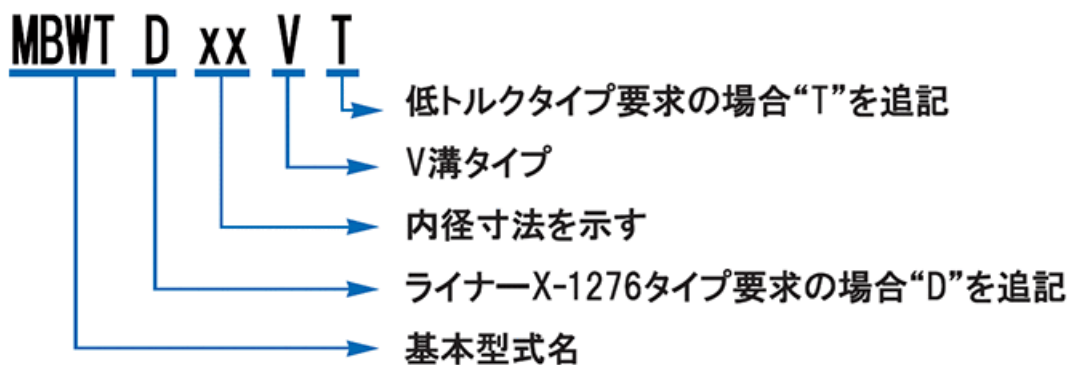 MBWT D xx V T
低トルクタイプ要求の場合“T”を追記
V溝タイプ
内径寸法を示す
ライナーX-1276タイプ要求の場合“D”を追記
基本型式名